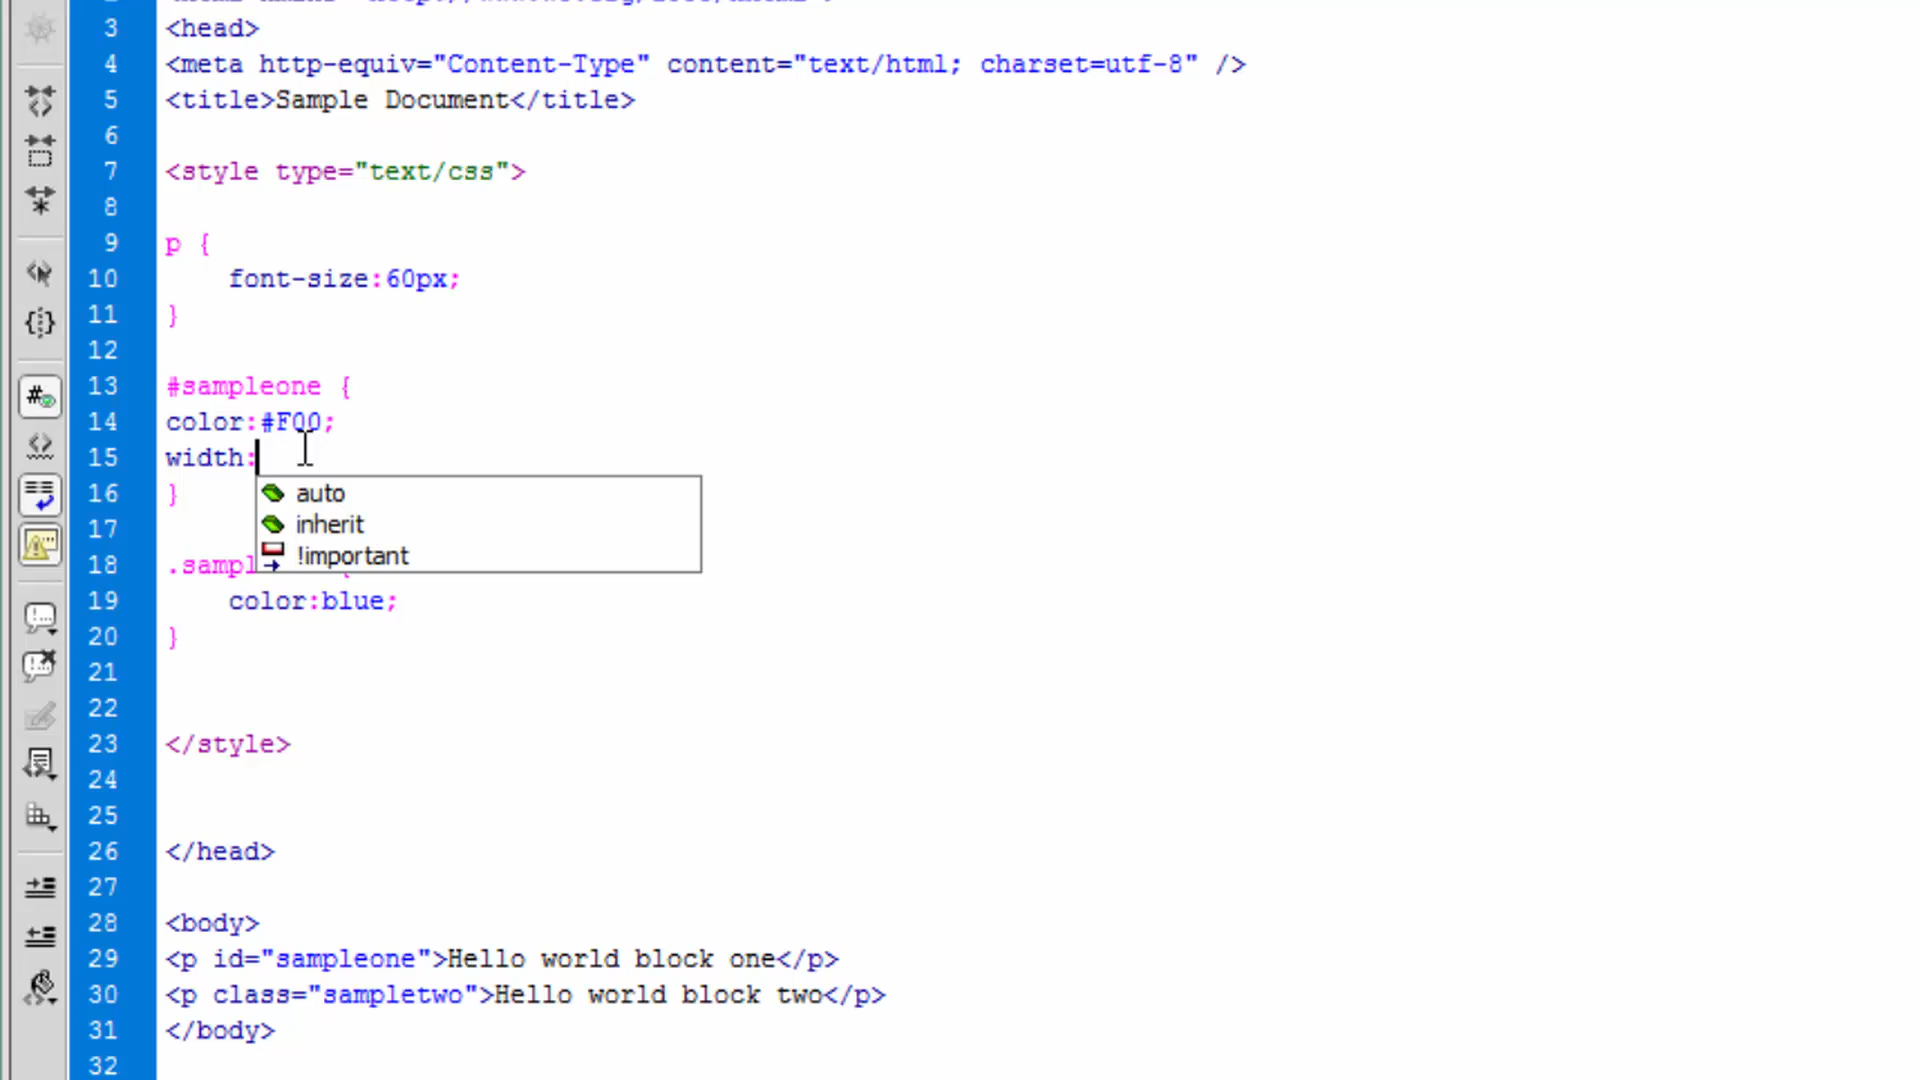 3 <head>
4 <meta http-equiv="Content-Type" content="text/html; charset=utf-8" />
5 <title>Sample Document</title>
6
7 <style type="text/css">
8
9 p {
10 font-size:60px;
11 }
12
13 #sampleone {
14 color:#F00;
15 width:
auto
16 }
inherit
17
!important
18 .sampl {
19 color:blue;
20 }
21
22
23 </style>
24
25
26 </head>
27
28 <body>
29 <p id="sampleone">Hello world block one</p>
30 <p class="sampletwo">Hello world block two</p>
31 </body>
32